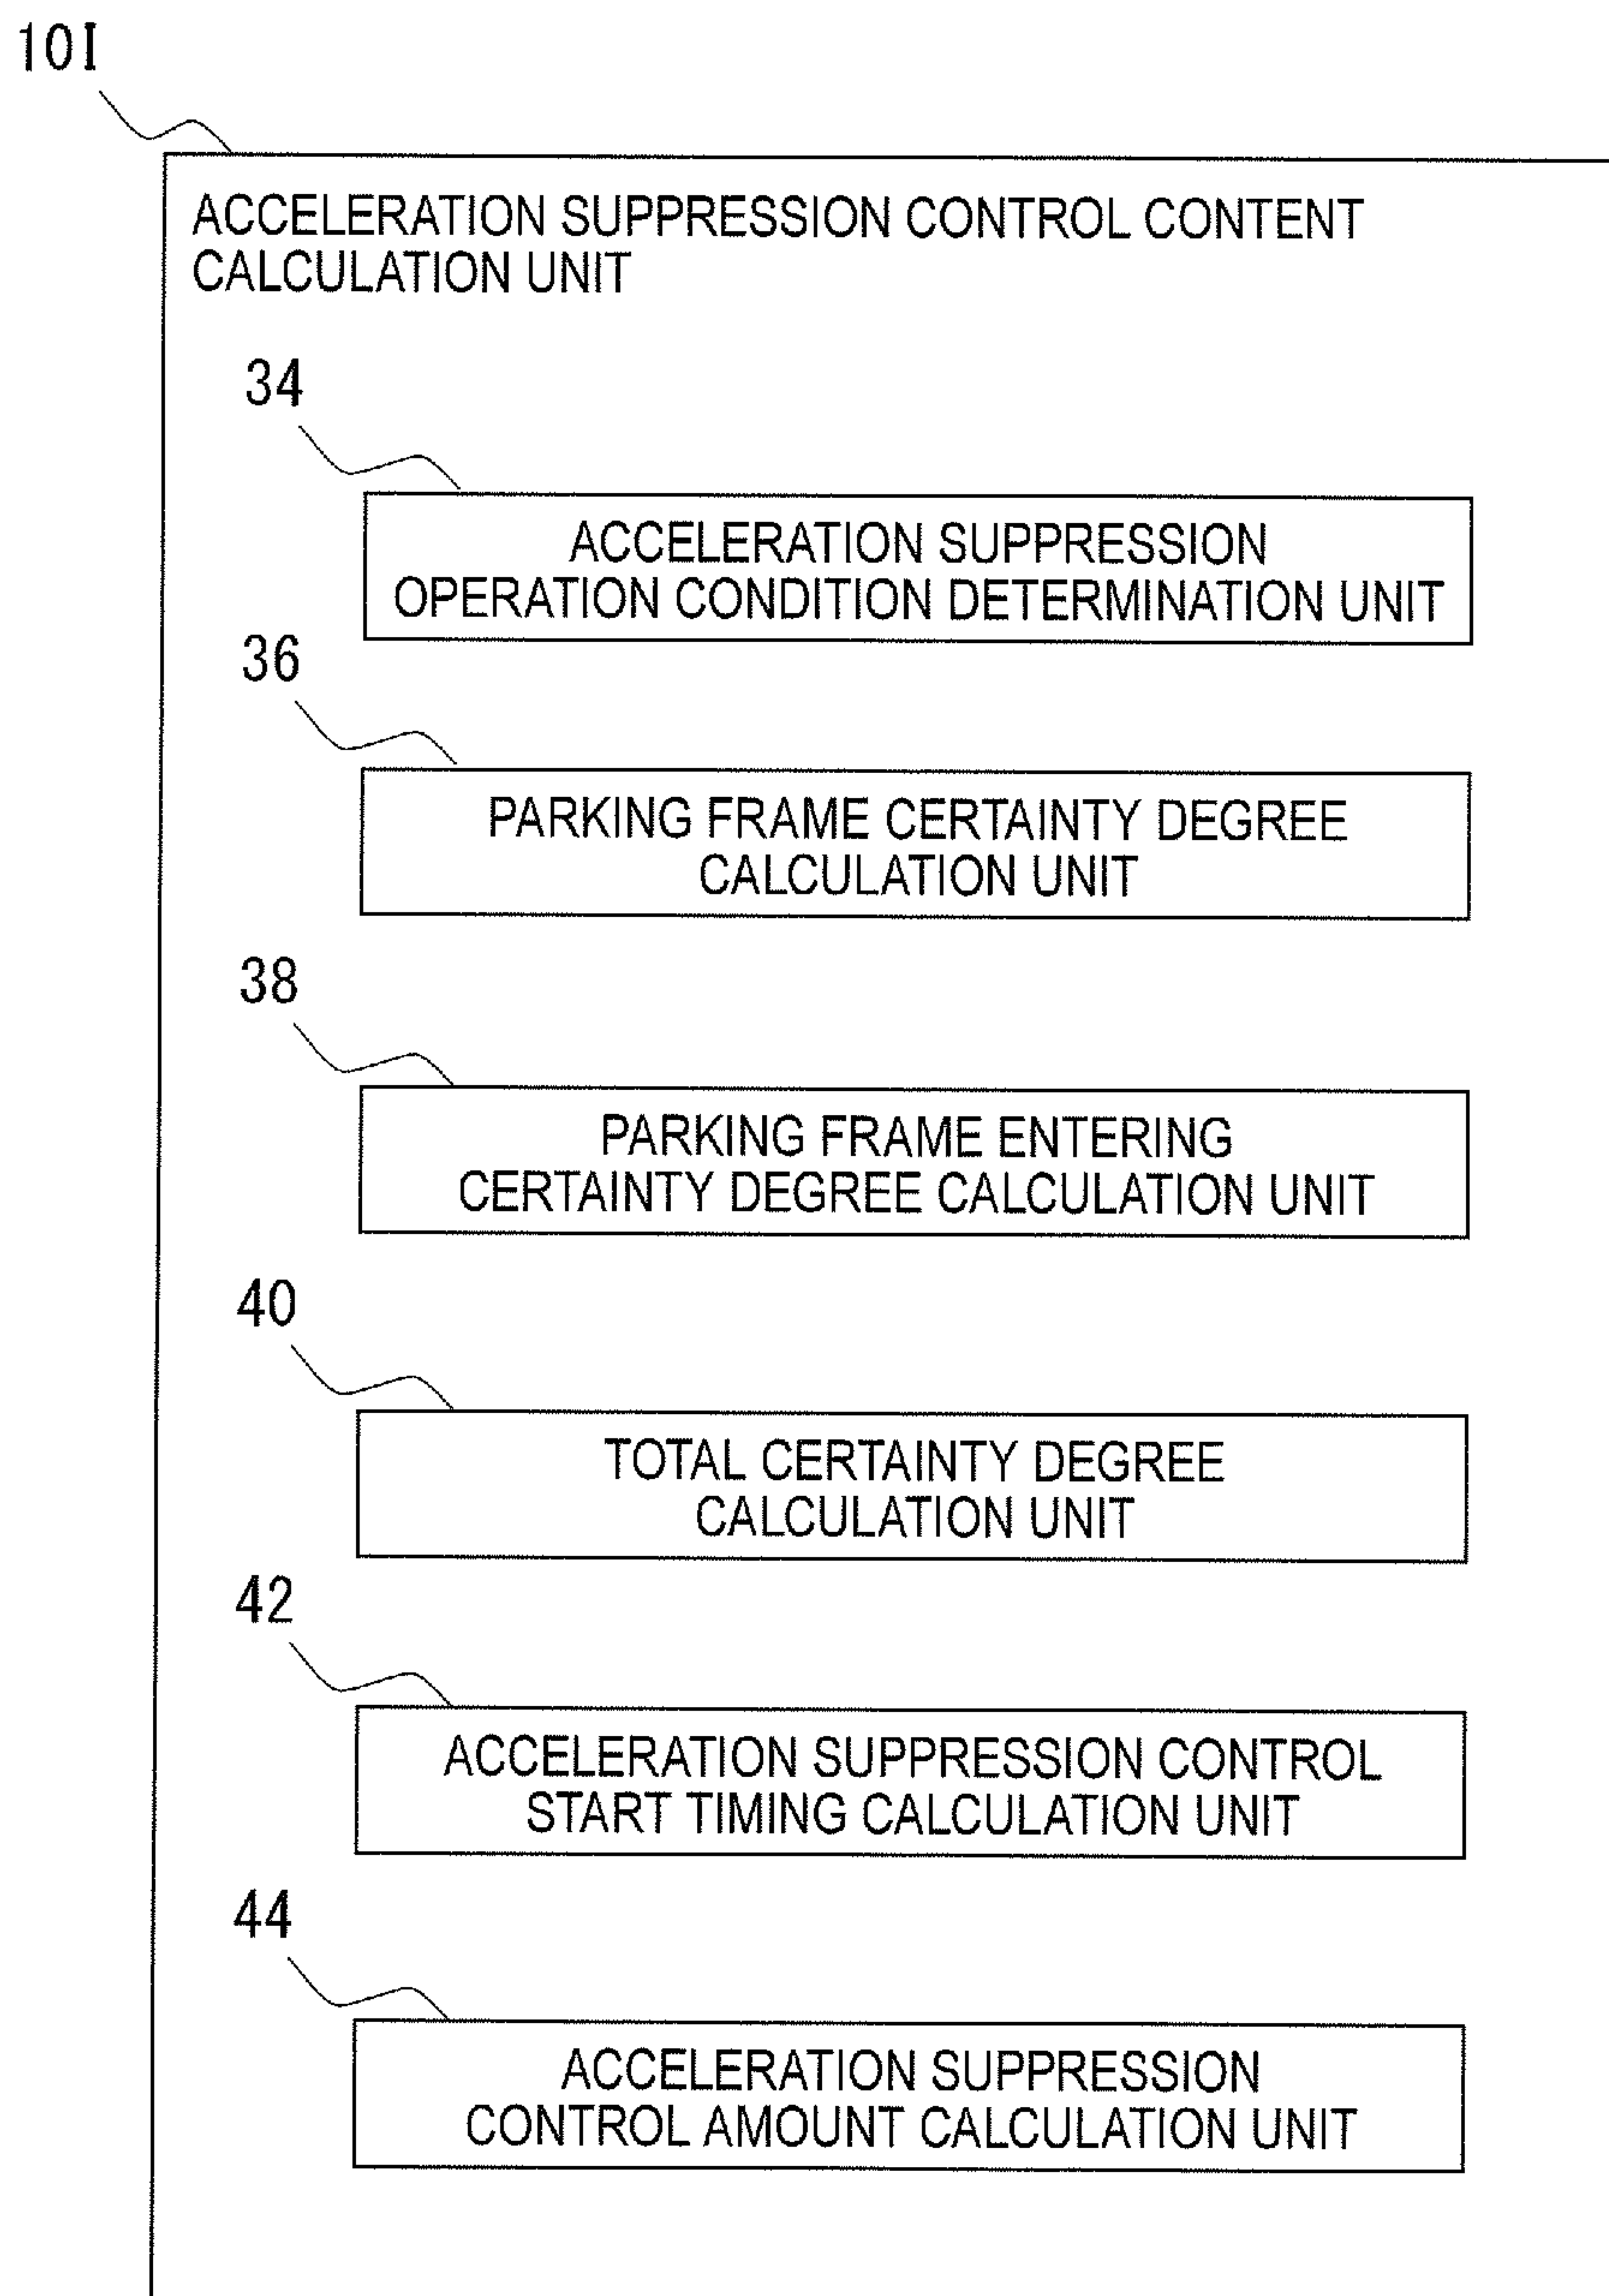 10I
ACCELERATION SUPPRESSION CONTROL CONTENT
CALCULATION UNIT
34
ACCELERATION SUPPRESSION
OPERATION CONDITION DETERMINATION UNIT
36
PARKING FRAME CERTAINTY DEGREE
CALCULATION UNIT
38
PARKING FRAME ENTERING
CERTAINTY DEGREE CALCULATION UNIT
40
TOTAL CERTAINTY DEGREE
CALCULATION UNIT
42
ACCELERATION SUPPRESSION CONTROL
START TIMING CALCULATION UNIT
44
ACCELERATION SUPPRESSION
CONTROL AMOUNT CALCULATION UNIT